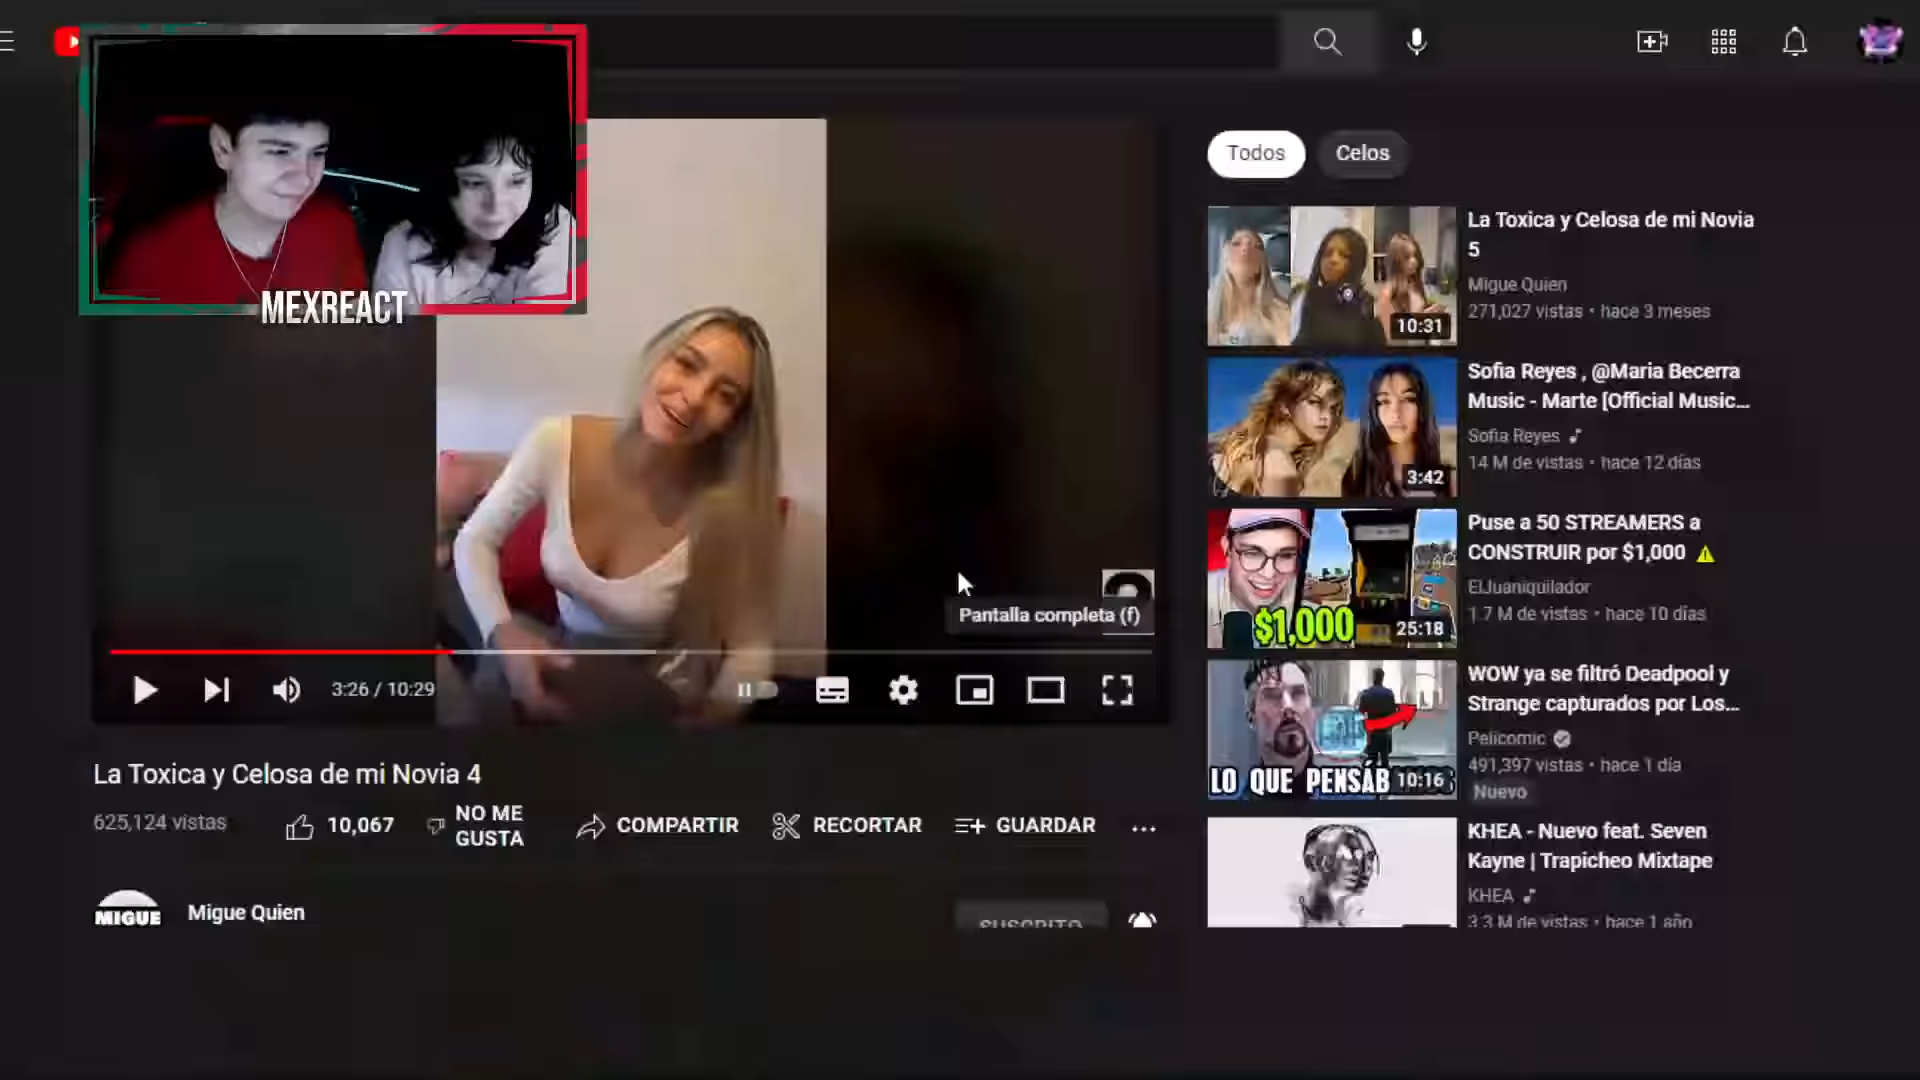 MEXREACT
Pantalla completa (f)
3:26 / 10:29
La Toxica y Celosa de mi Novia 4
625,124 vistas
10,067
NO ME
GUSTA
COMPARTIR
RECORTAR
GUARDAR
MIGUE
Migue Quien
SUSCRITO
Todos
Celos
10:31
La Toxica y Celosa de mi Novia
5
Migue Quien
271,027 vistas • hace 3 meses
3:42
Sofia Reyes , @Maria Becerra
Music - Marte [Official Music...
Sofia Reyes
14 M de vistas • hace 12 días
$1,000
25:18
Puse a 50 STREAMERS a
CONSTRUIR por $1,000
ElJuaniquilador
1.7 M de vistas • hace 10 días
LO QUE PENSÁB
10:16
WOW ya se filtró Deadpool y
Strange capturados por Los...
Pelicomic
491,397 vistas • hace 1 día
Nuevo
KHEA - Nuevo feat. Seven
Kayne | Trapicheo Mixtape
KHEA
3.3 M de vistas • hace 1 año